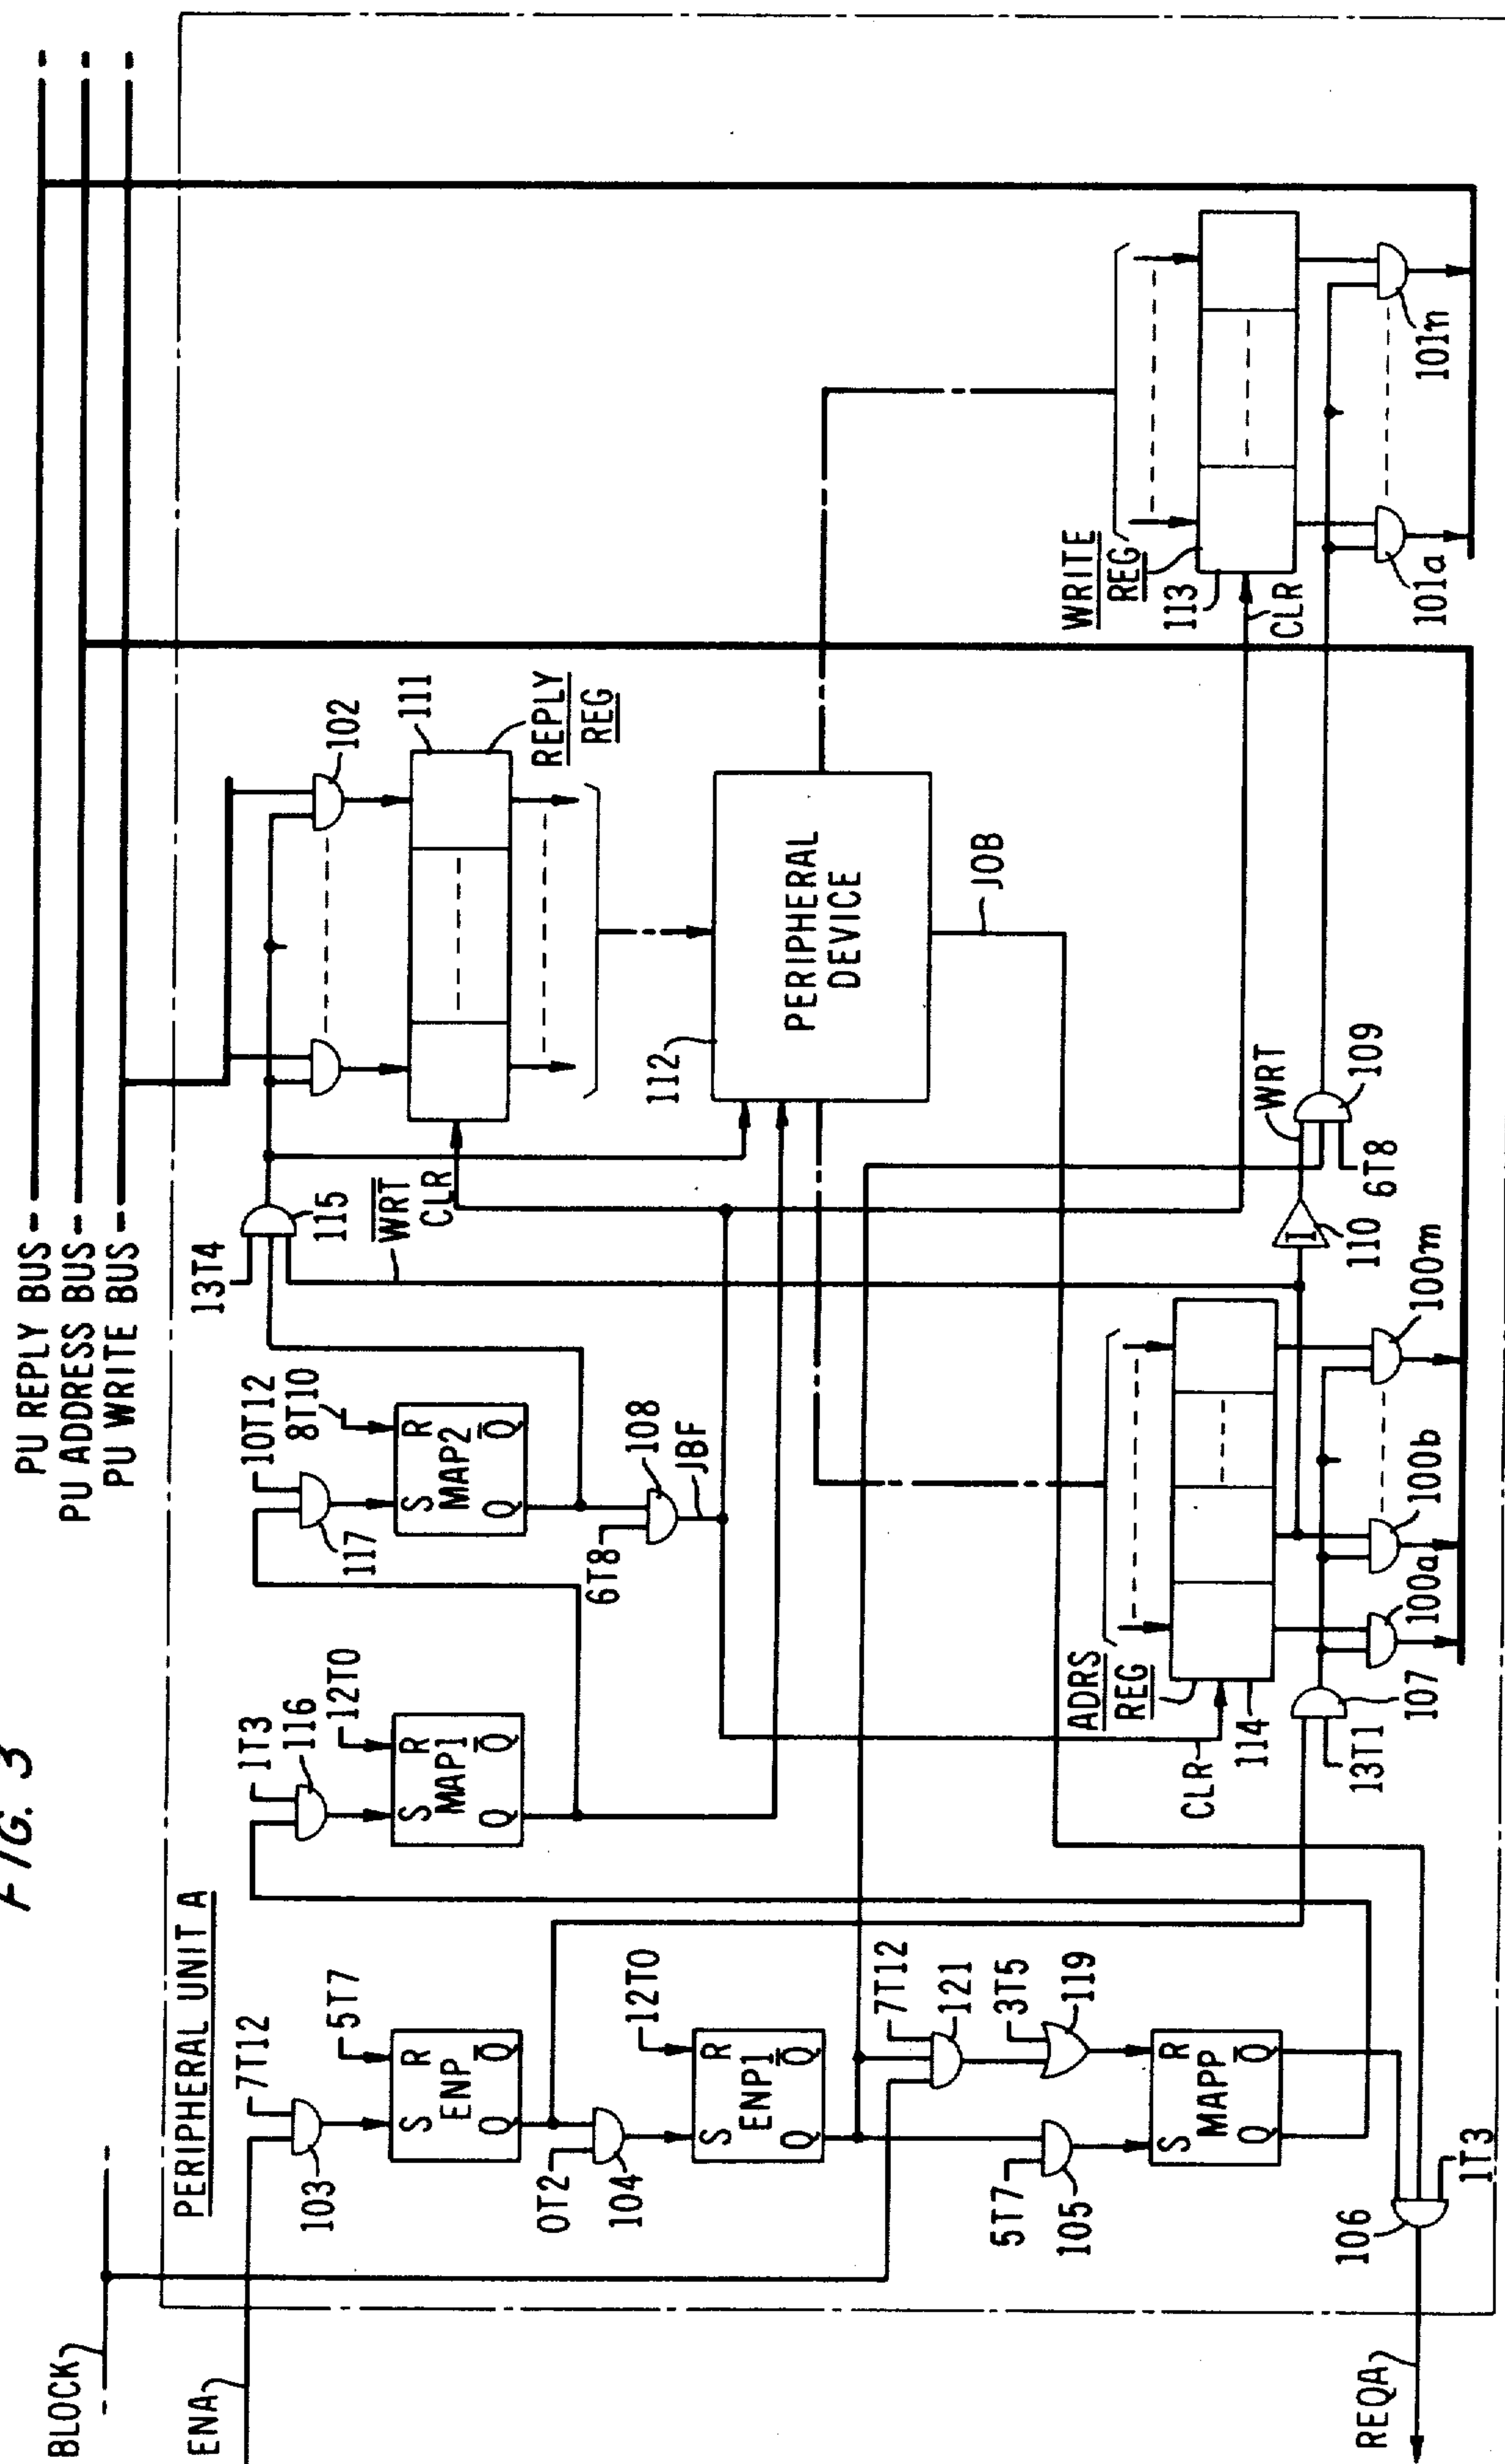 FIG. 3
PU REPLY BUS
PU ADDRESS BUS
PU WRITE BUS
BLOCK
ENA
REQA
PERIPHERAL UNIT A
7T12
103
5T7
S R
ENP
Q Q̅
0T2
104
12T0
S R
ENP1
Q Q̅
7T12
121
3T5
119
5T7
105
S R
MAPP
Q Q̅
106
1T3
1T3
116
12T0
S R
MAP1
Q Q̅
10T12
117
8T10
S R
MAP2
Q Q̅
6T8
108
JBF
13T4
115
W̅R̅T̅
CLR
102
111
REPLY
REG
112
PERIPHERAL
DEVICE
JOB
ADRS
REG
CLR
114
13T1
107
100a
100b
100m
110
I
WRT
6T8
109
WRITE
REG
113
CLR
101a
101n